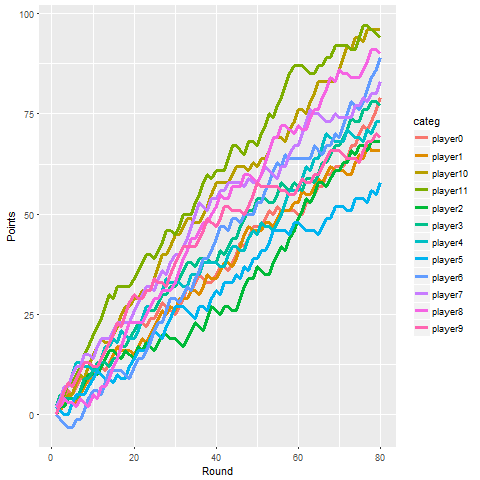 100
75
50
25
0
Points
0
20
40
60
80
Round
categ
player0
player1
player10
player11
player2
player3
player4
player5
player6
player7
player8
player9